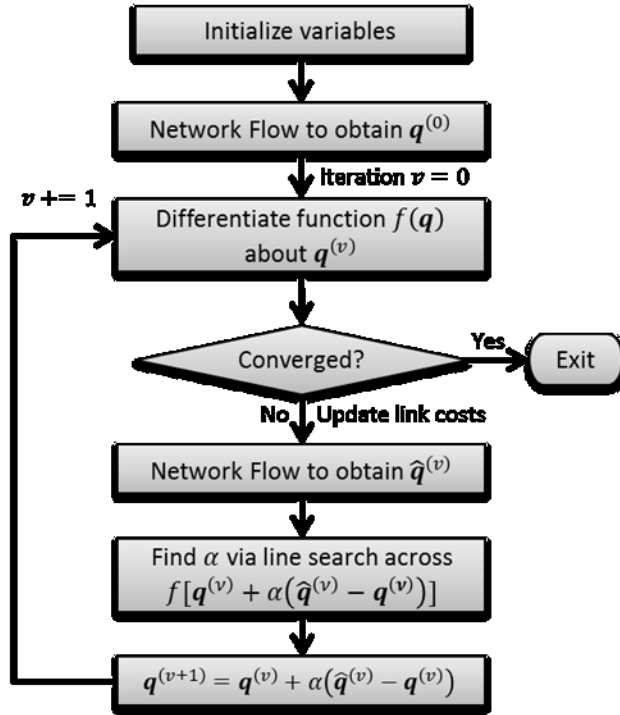 Initialize variables
Network Flow to obtain q^(0)
Iteration v = 0
v += 1
Differentiate function f(q)
about q^(v)
Converged?
Yes
Exit
No
Update link costs
Network Flow to obtain q̂^(v)
Find α via line search across
f[q^(v) + α(q̂^(v) − q^(v))]
q^(v+1) = q^(v) + α(q̂^(v) − q^(v))